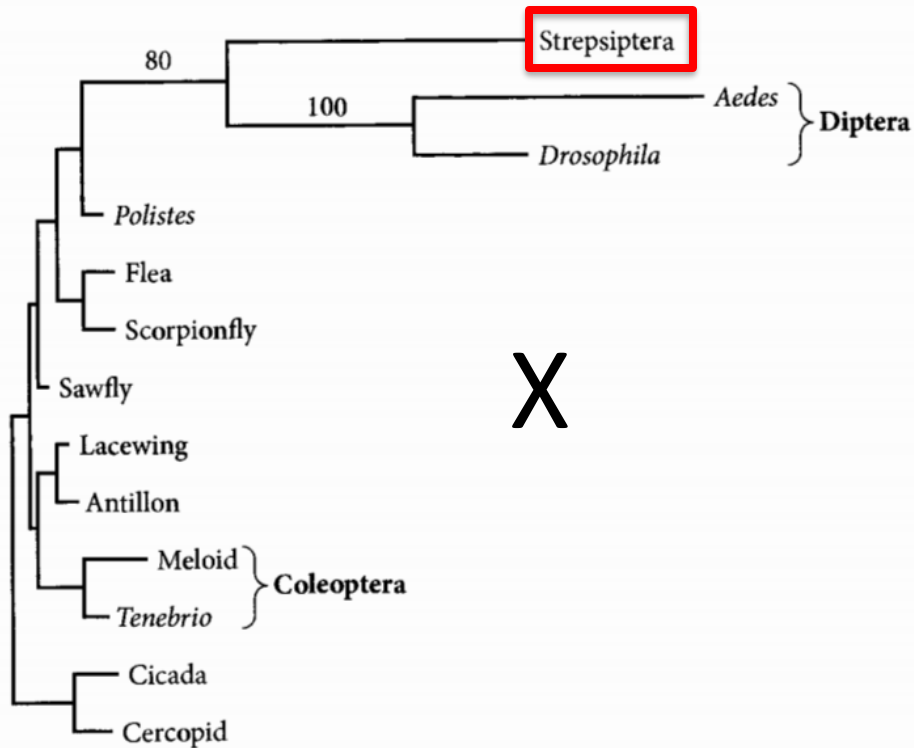 Strepsiptera
80
Aedes
100
Diptera
Drosophila
Polistes
Flea
Scorpionfly
X
Sawfly
Lacewing
Antillon
Meloid
Coleoptera
Tenebrio
Cicada
Cercopid